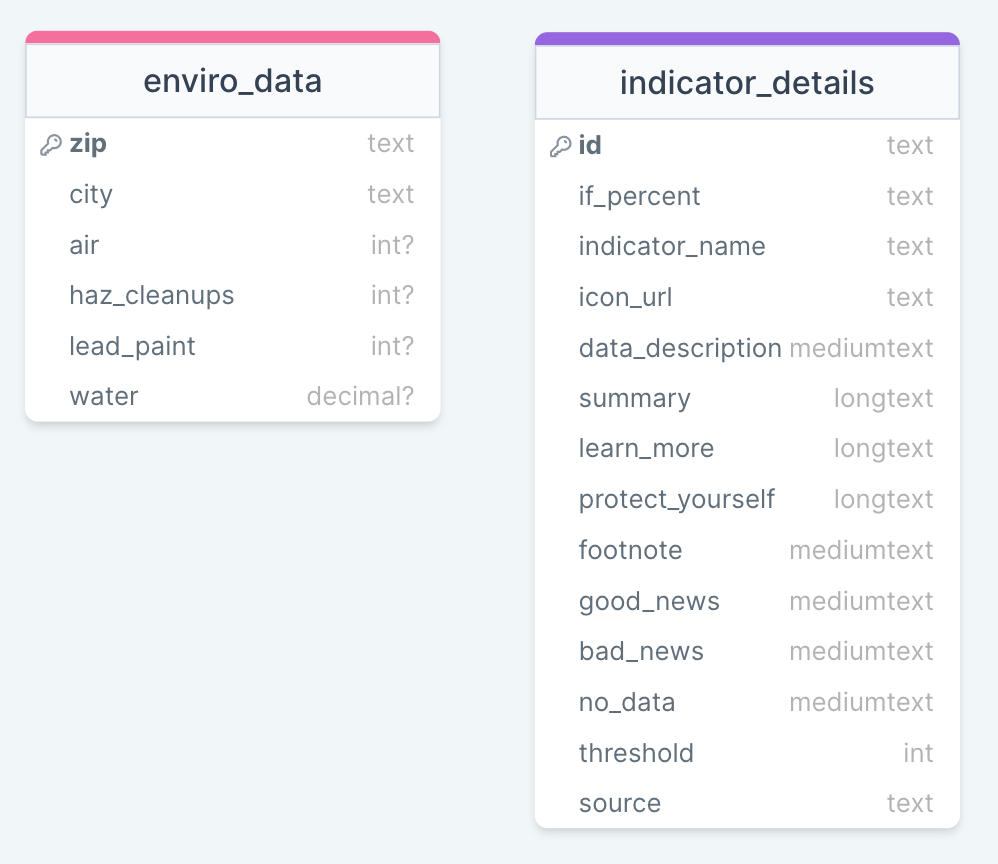 enviro_data
zip text
city text
air int?
haz_cleanups int?
lead_paint int?
water decimal?
indicator_details
id text
if_percent text
indicator_name text
icon_url text
data_description mediumtext
summary longtext
learn_more longtext
protect_yourself longtext
footnote mediumtext
good_news mediumtext
bad_news mediumtext
no_data mediumtext
threshold int
source text